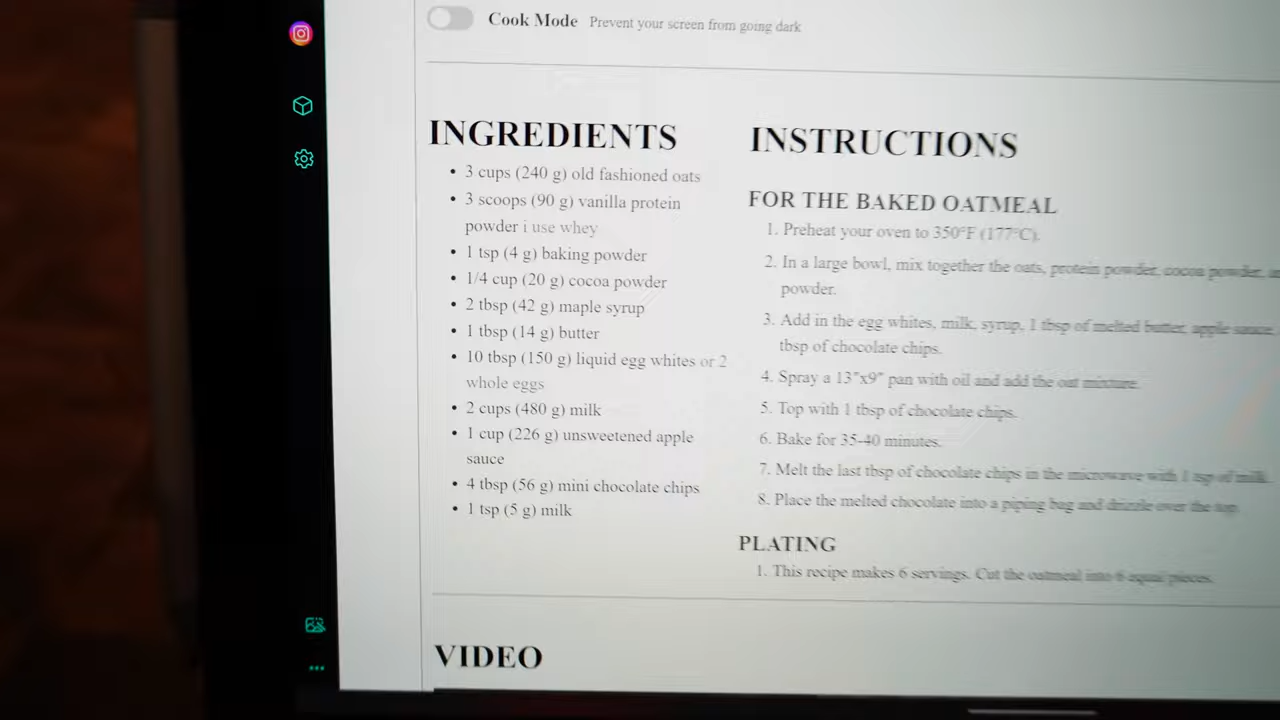 Cook Mode Prevent your screen from going dark
INGREDIENTS
• 3 cups (240 g) old fashioned oats
• 3 scoops (90 g) vanilla protein
powder i use whey
• 1 tsp (4 g) baking powder
• 1/4 cup (20 g) cocoa powder
• 2 tbsp (42 g) maple syrup
• 1 tbsp (14 g) butter
• 10 tbsp (150 g) liquid egg whites or 2
whole eggs
• 2 cups (480 g) milk
• 1 cup (226 g) unsweetened apple
sauce
• 4 tbsp (56 g) mini chocolate chips
• 1 tsp (5 g) milk
INSTRUCTIONS
FOR THE BAKED OATMEAL
1. Preheat your oven to 350°F (177°C).
2. In a large bowl, mix together the oats, protein powder, cocoa powder,
powder.
3. Add in the egg whites, milk, syrup, 1 tbsp of melted butter, apple sauce,
tbsp of chocolate chips.
4. Spray a 13"x9" pan with oil and add the oat mixture.
5. Top with 1 tbsp of chocolate chips.
6. Bake for 35-40 minutes.
7. Melt the last tbsp of chocolate chips in the microwave with 1 tsp of milk.
8. Place the melted chocolate into a piping bag and drizzle over the top.
PLATING
1. This recipe makes 6 servings. Cut the oatmeal into 6 equal pieces.
VIDEO